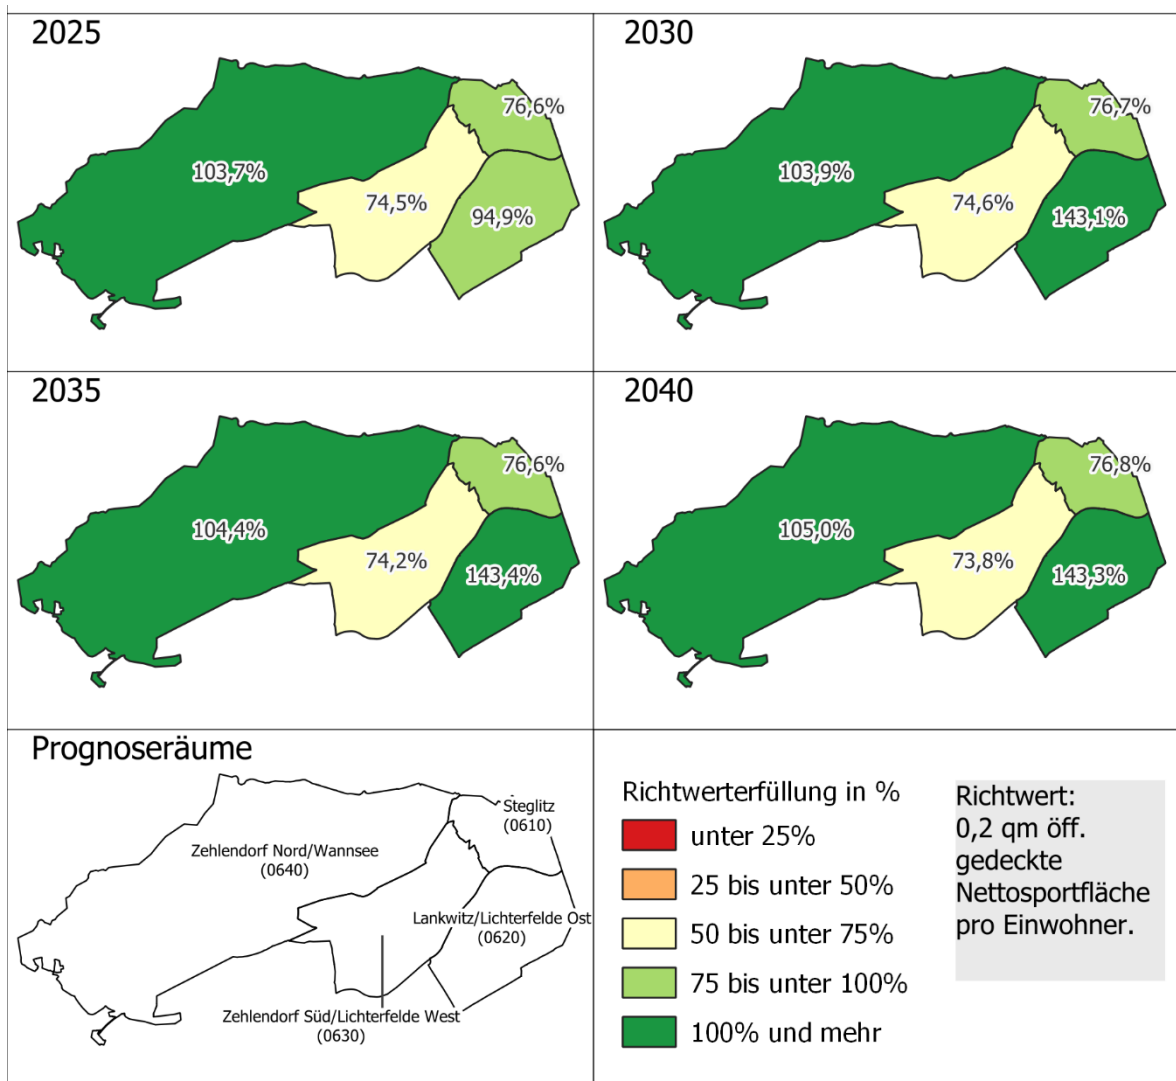 2025
76,6%
103,7%
74,5%
94,9%
2030
76,7%
103,9%
74,6%
143,1%
2035
76,6%
104,4%
74,2%
143,4%
2040
76,8%
105,0%
73,8%
143,3%
Prognoseräume
Steglitz
(0610)
Zehlendorf Nord/Wannsee
(0640)
Lankwitz/Lichterfelde Ost
(0620)
Zehlendorf Süd/Lichterfelde West
(0630)
Richtwerterfüllung in %
unter 25%
25 bis unter 50%
50 bis unter 75%
75 bis unter 100%
100% und mehr
Richtwert:
0,2 qm öff.
gedeckte
Nettosportfläche
pro Einwohner.